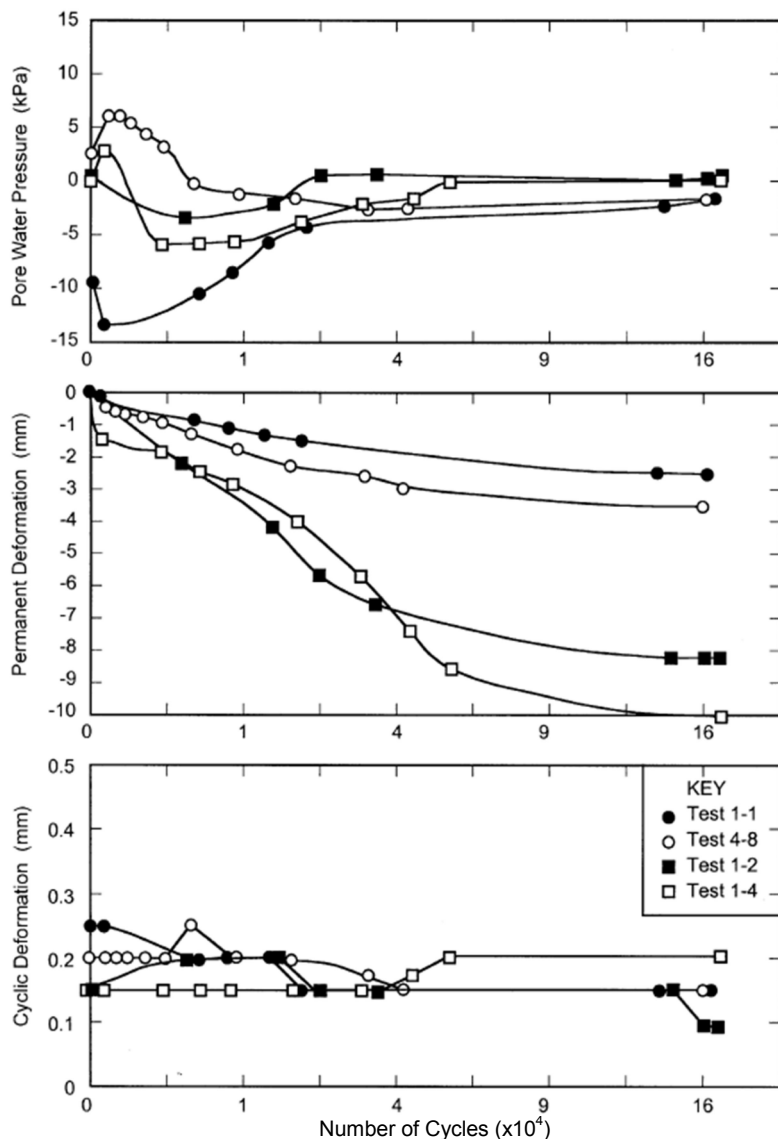 Pore Water Pressure (kPa)
15
10
5
0
-5
-10
-15
0 1 4 9 16
Permanent Deformation (mm)
0
-1
-2
-3
-4
-5
-6
-7
-8
-9
-10
0 1 4 9 16
Cyclic Deformation (mm)
0.5
0.4
0.3
0.2
0.1
0
KEY
Test 1-1
Test 4-8
Test 1-2
Test 1-4
0 1 4 9 16
Number of Cycles (x10⁴)